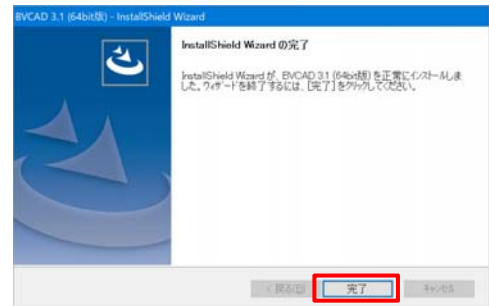 BVCAD 3.1 (64bit版) - InstallShield Wizard
InstallShield Wizard の完了
InstallShield Wizard が、BVCAD 3.1 (64bit版) を正常にインストールしま
した。ウィザードを終了するには、[完了]をクリックしてください。
< 戻る(B)
完了
キャンセル